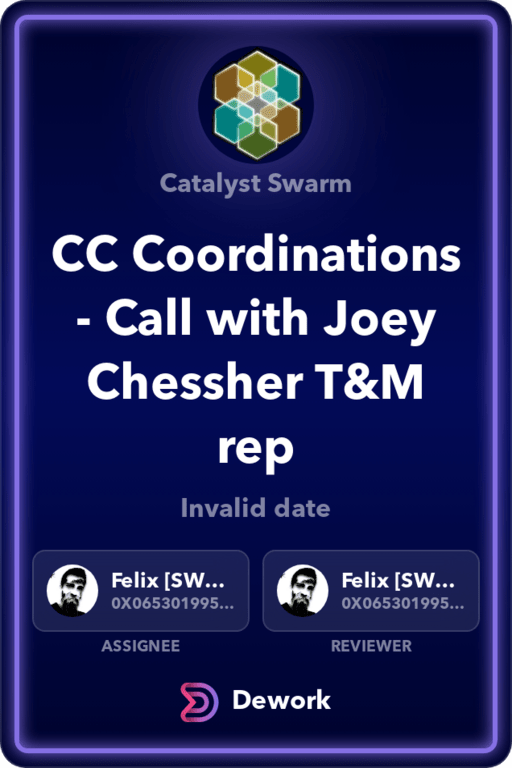 Catalyst Swarm
CC Coordinations
- Call with Joey
Chessher T&M
rep
Invalid date
Felix [SW...
0X065301995...
Felix [SW...
0X065301995...
ASSIGNEE
REVIEWER
Dework